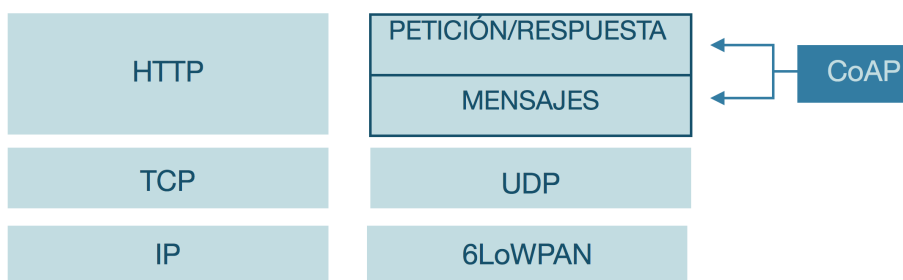 HTTP
PETICIÓN/RESPUESTA
MENSAJES
CoAP
TCP
UDP
IP
6LoWPAN